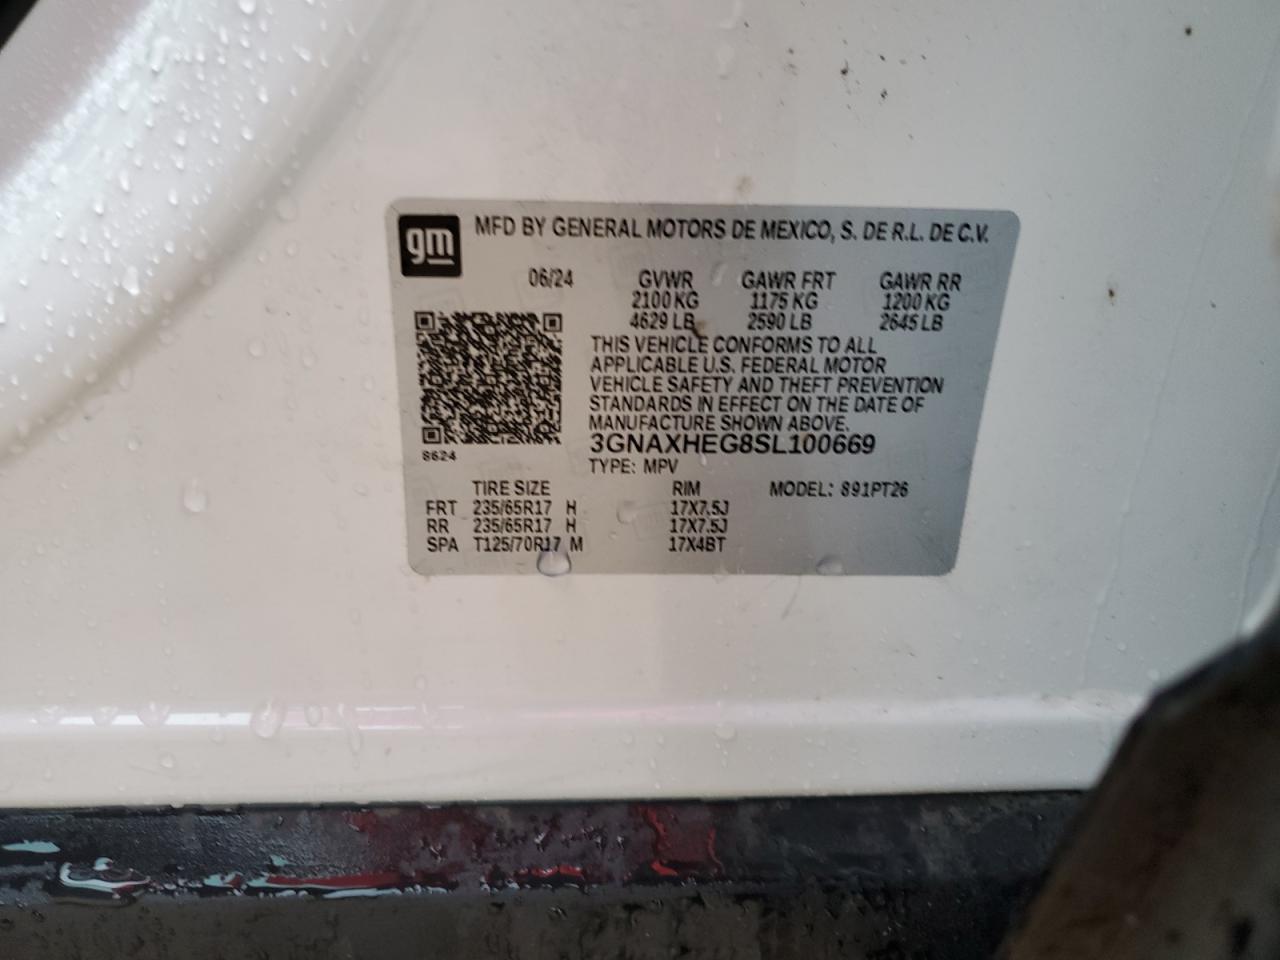 gm
MFD BY GENERAL MOTORS DE MEXICO, S. DE R.L. DE C.V.
06/24 GVWR GAWR FRT GAWR RR
2100 KG 1175 KG 1200 KG
4629 LB 2590 LB 2645 LB
THIS VEHICLE CONFORMS TO ALL
APPLICABLE U.S. FEDERAL MOTOR
VEHICLE SAFETY AND THEFT PREVENTION
STANDARDS IN EFFECT ON THE DATE OF
MANUFACTURE SHOWN ABOVE.
3GNAXHEG8SL100669
8624
TYPE: MPV
TIRE SIZE RIM MODEL: 891PT26
FRT 235/65R17 H 17X7.5J
RR 235/65R17 H 17X7.5J
SPA T125/70R17 M 17X4BT